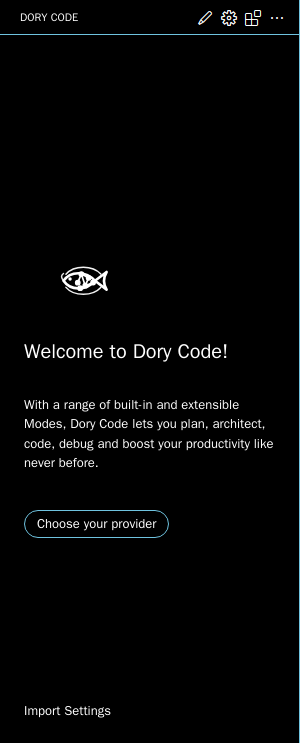 DORY CODE
Welcome to Dory Code!
With a range of built-in and extensible
Modes, Dory Code lets you plan, architect,
code, debug and boost your productivity like
never before.
Choose your provider
Import Settings